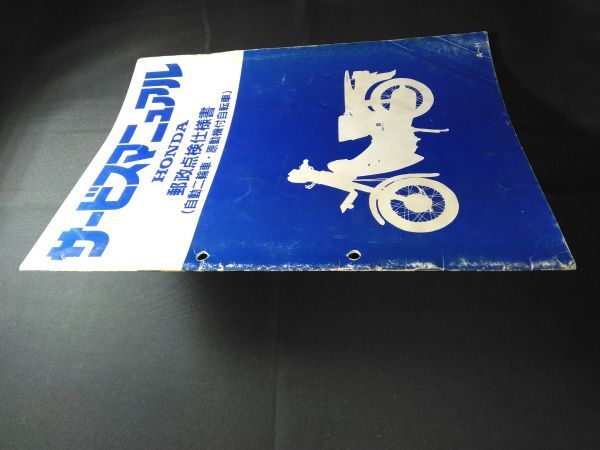 サービスマニュアル
HONDA
郵政点検仕様書
（自動二輪車・原動機付自転車）